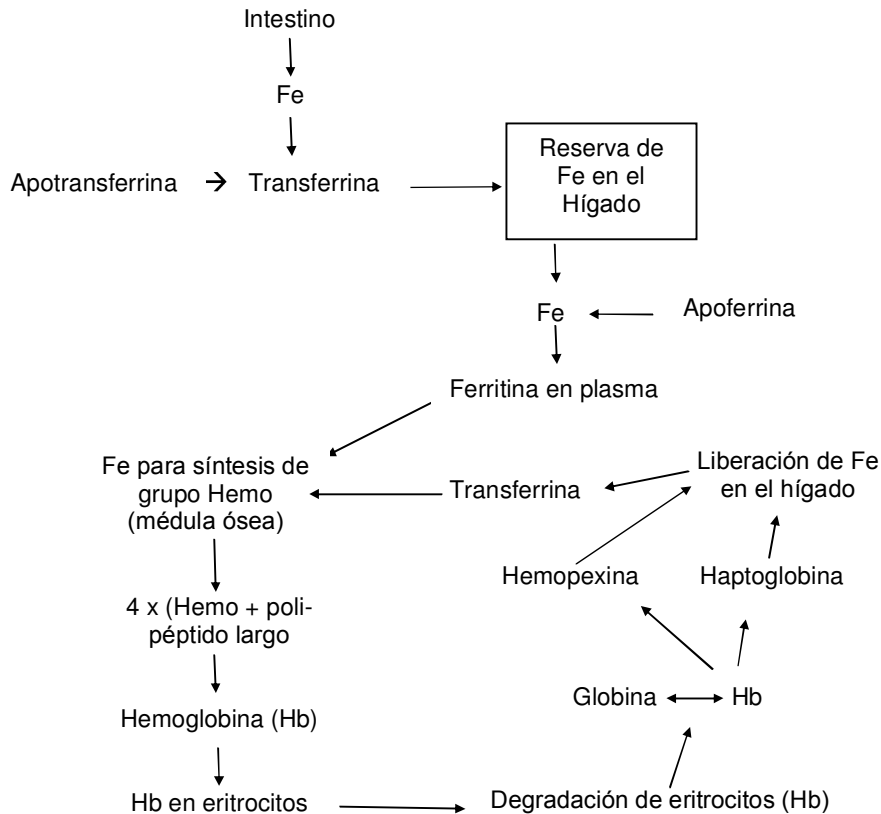 Intestino
Fe
Apotransferrina → Transferrina
Reserva de
Fe en el
Hígado
Fe
Apoferrina
Ferritina en plasma
Fe para síntesis de
grupo Hemo
(médula ósea)
Transferrina
Liberación de Fe
en el hígado
Hemopexina
Haptoglobina
4 x (Hemo + poli-
péptido largo
Globina
Hb
Hemoglobina (Hb)
Hb en eritrocitos
Degradación de eritrocitos (Hb)